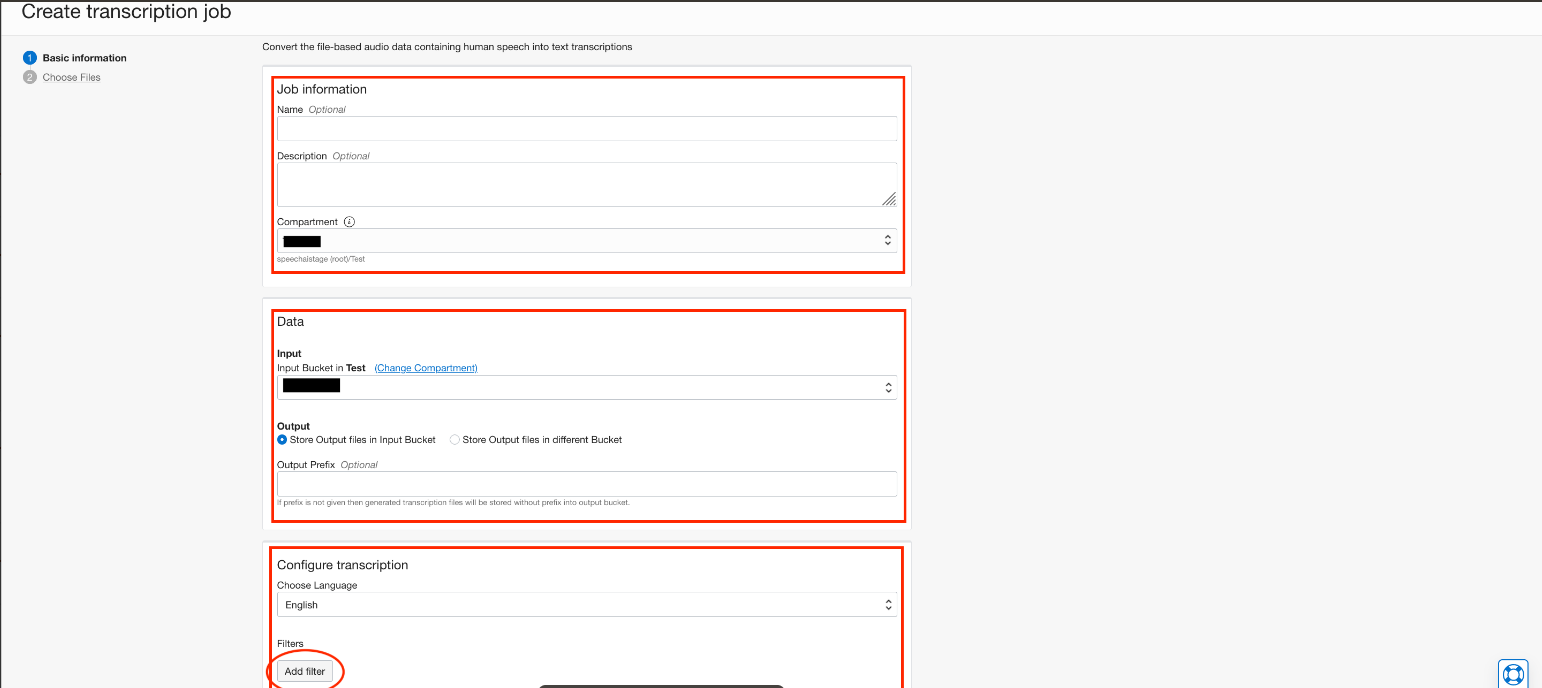 Create transcription job
1 Basic information
2 Choose Files
Convert the file-based audio data containing human speech into text transcriptions
Job information
Name Optional
Description Optional
Compartment i
speechaistage (root)/Test
Data
Input
Input Bucket in Test (Change Compartment)
Output
Store Output files in Input Bucket Store Output files in different Bucket
Output Prefix Optional
If prefix is not given then generated transcription files will be stored without prefix into output bucket.
Configure transcription
Choose Language
English
Filters
Add filter